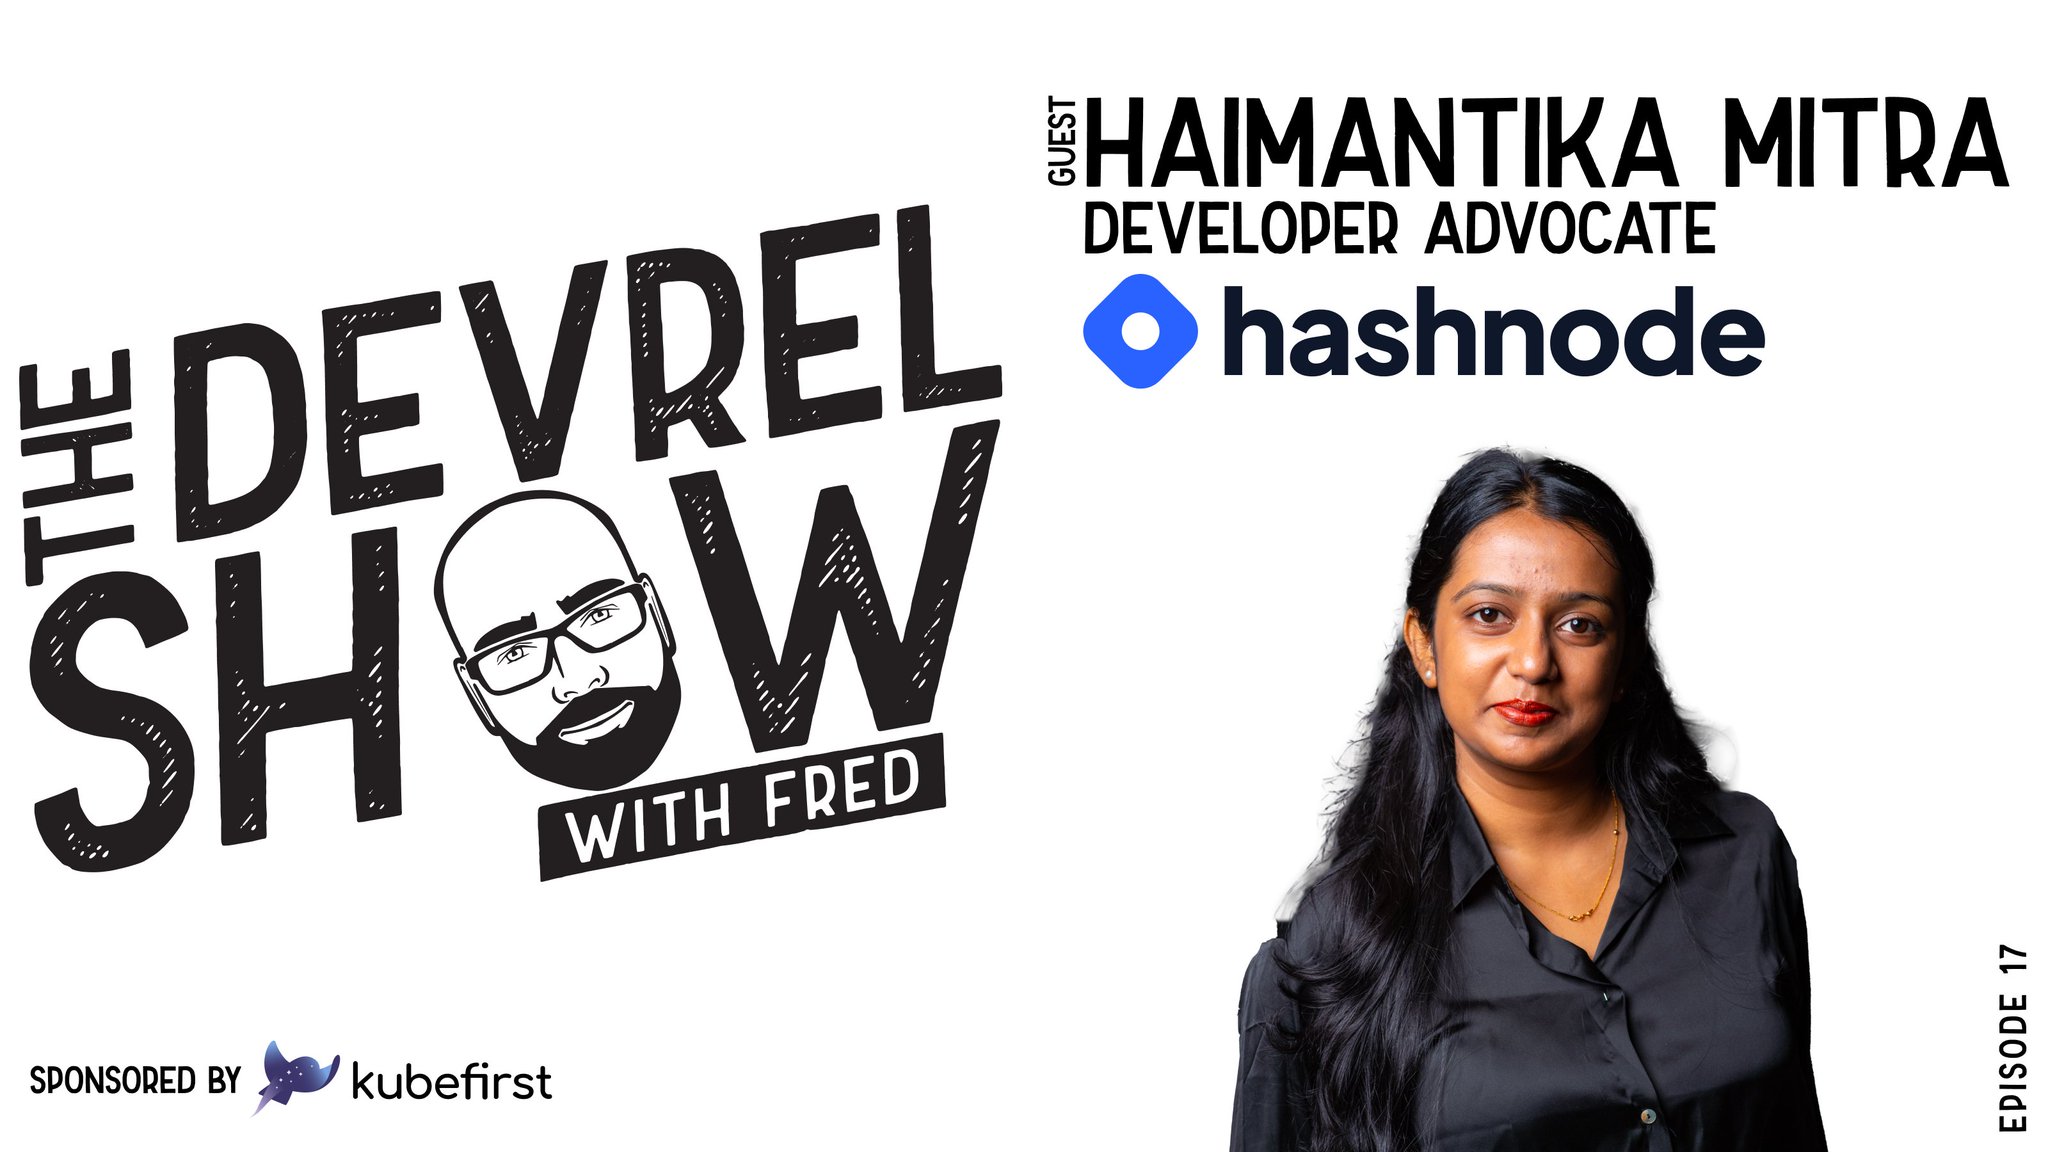 THE
DEVREL
SHOW
WITH FRED
GUEST
HAIMANTIKA MITRA
DEVELOPER ADVOCATE
hashnode
SPONSORED BY kubefirst
EPISODE 17